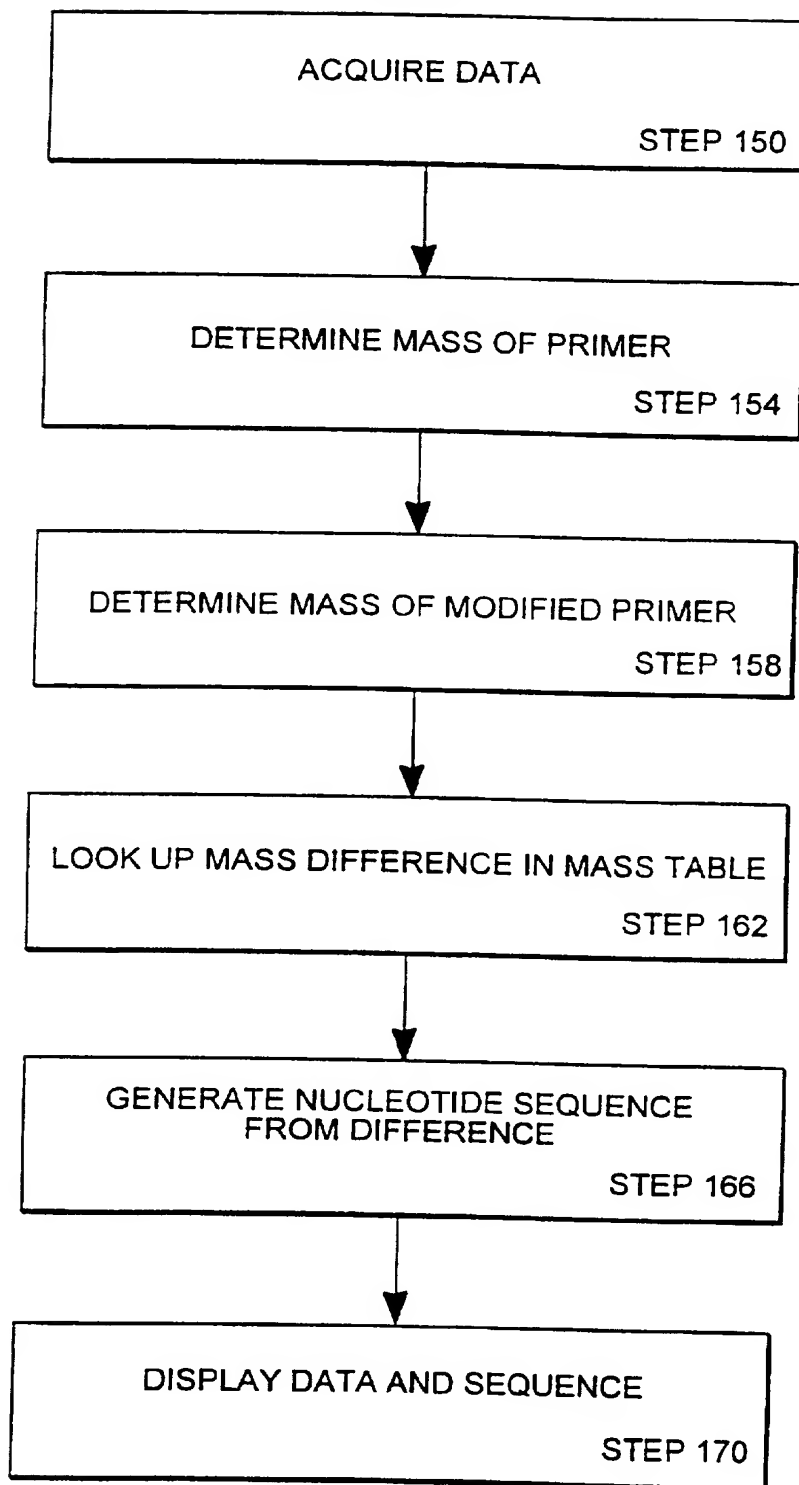 ACQUIRE DATA
STEP 150
DETERMINE MASS OF PRIMER
STEP 154
DETERMINE MASS OF MODIFIED PRIMER
STEP 158
LOOK UP MASS DIFFERENCE IN MASS TABLE
STEP 162
GENERATE NUCLEOTIDE SEQUENCE
FROM DIFFERENCE
STEP 166
DISPLAY DATA AND SEQUENCE
STEP 170